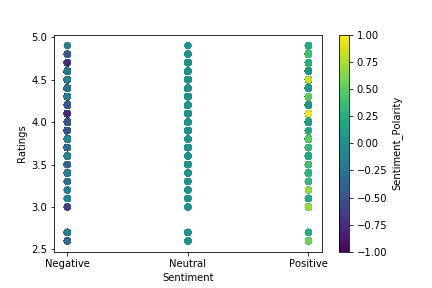 5.0
4.5
4.0
3.5
3.0
2.5
Ratings
Negative
Neutral
Positive
Sentiment
1.00
0.75
0.50
0.25
0.00
−0.25
−0.50
−0.75
−1.00
Sentiment_Polarity